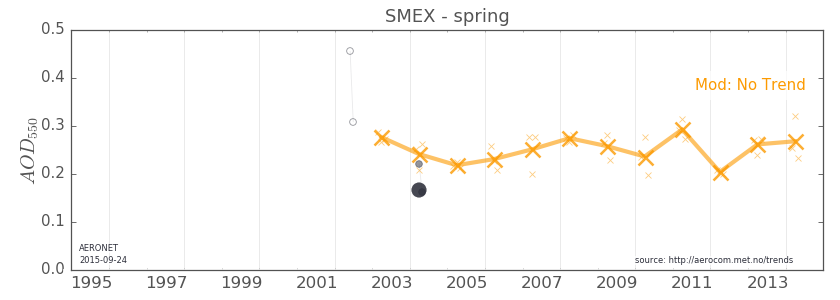 SMEX - spring
0.5
0.4
0.3
0.2
0.1
0.0
AOD550
Mod: No Trend
AERONET
2015-09-24
source: http://aerocom.met.no/trends
1995 1997 1999 2001 2003 2005 2007 2009 2011 2013